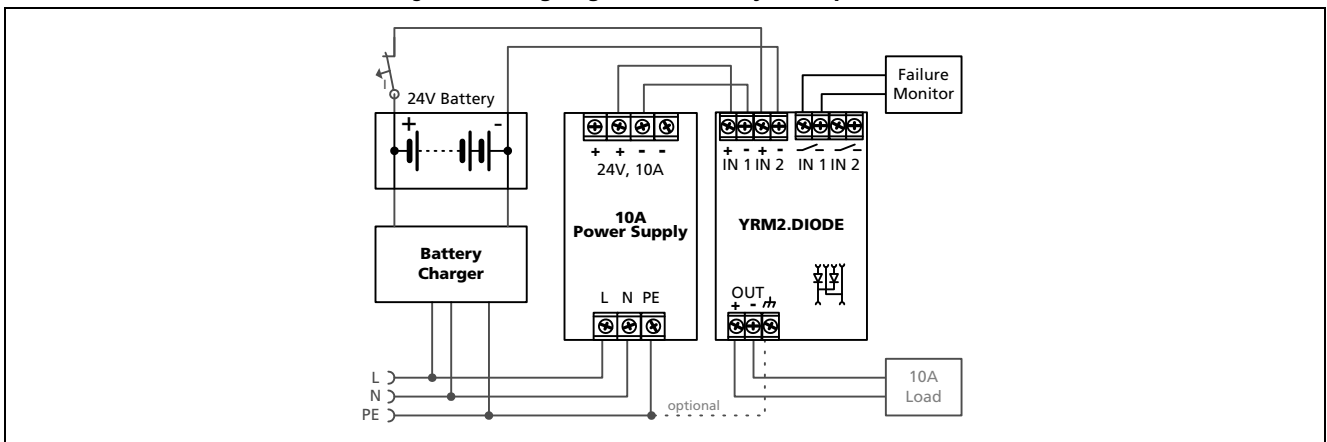 24V Battery
+ -
Failure
Monitor
+ + - -
24V, 10A
+ - + -
IN 1 IN 2
IN 1 IN 2
10A
Power Supply
YRM2.DIODE
Battery
Charger
L N PE
OUT
+ -
L
N
PE
optional
10A
Load